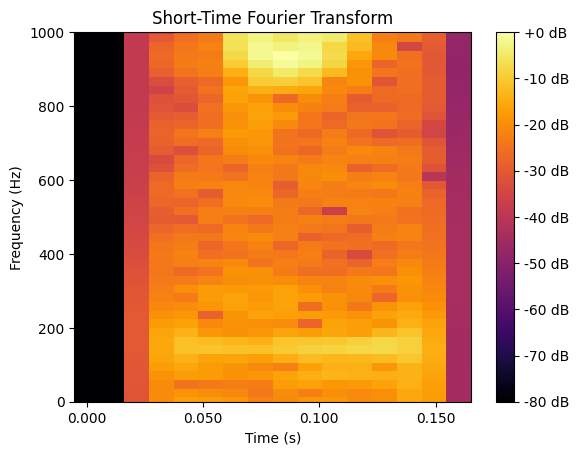 Short-Time Fourier Transform
1000
800
600
400
200
0
Frequency (Hz)
0.000
0.050
0.100
0.150
Time (s)
+0 dB
-10 dB
-20 dB
-30 dB
-40 dB
-50 dB
-60 dB
-70 dB
-80 dB